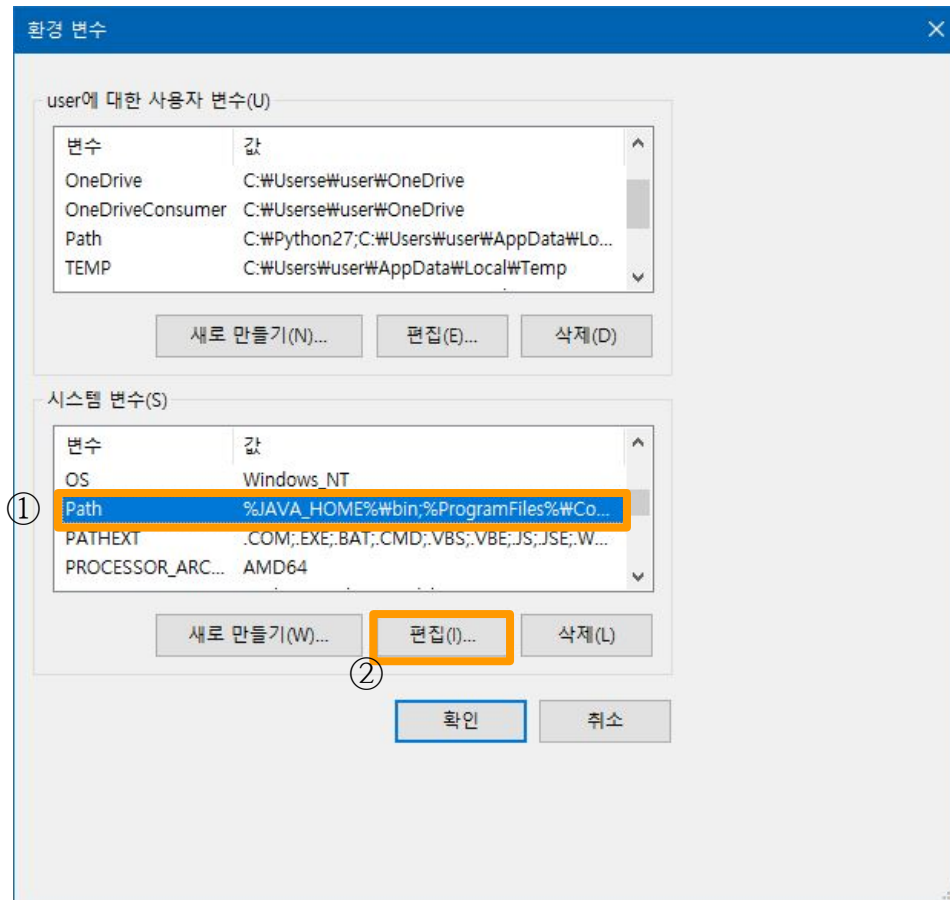 환경 변수
user에 대한 사용자 변수(U)
변수 값
OneDrive C:₩Userse₩user₩OneDrive
OneDriveConsumer C:₩Userse₩user₩OneDrive
Path C:₩Python27;C:₩Users₩user₩AppData₩Lo...
TEMP C:₩Users₩user₩AppData₩Local₩Temp
새로 만들기(N)... 편집(E)... 삭제(D)
시스템 변수(S)
변수 값
OS Windows_NT
① Path %JAVA_HOME%₩bin;%ProgramFiles%₩Co...
PATHEXT .COM;.EXE;.BAT;.CMD;.VBS;.VBE;.JS;.JSE;.W...
PROCESSOR_ARC... AMD64
새로 만들기(W)... 편집(I)... 삭제(L)
②
확인 취소